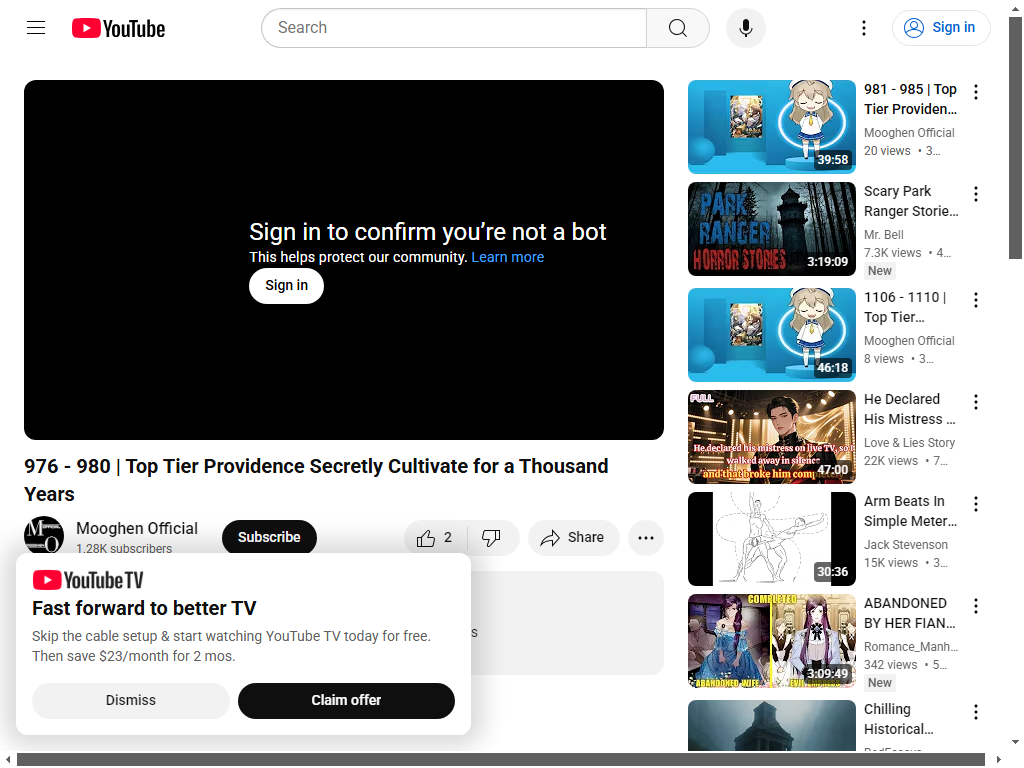 YouTube
Search
Sign in
Sign in to confirm you’re not a bot
This helps protect our community. Learn more
Sign in
976 - 980 | Top Tier Providence Secretly Cultivate for a Thousand
Years
Mooghen Official
1.28K subscribers
Subscribe
2
Share
s
YouTube TV
Fast forward to better TV
Skip the cable setup & start watching YouTube TV today for free.
Then save $23/month for 2 mos.
Dismiss
Claim offer
39:58
981 - 985 | Top
Tier Providen...
Mooghen Official
20 views • 3...
PARK
RANGER
HORROR STORIES
3:19:09
Scary Park
Ranger Storie...
Mr. Bell
7.3K views • 4...
New
46:18
1106 - 1110 |
Top Tier...
Mooghen Official
8 views • 3...
FULL
He declared his mistress on live TV, so I
walked away in silence
and that broke him comp
47:00
He Declared
His Mistress ...
Love & Lies Story
22K views • 7...
30:36
Arm Beats In
Simple Meter...
Jack Stevenson
15K views • 3...
COMPLETED
ABANDONED WIFE
EVIL EMPRESS
3:09:49
ABANDONED
BY HER FIAN...
Romance_Manh...
342 views • 5...
New
Chilling
Historical...